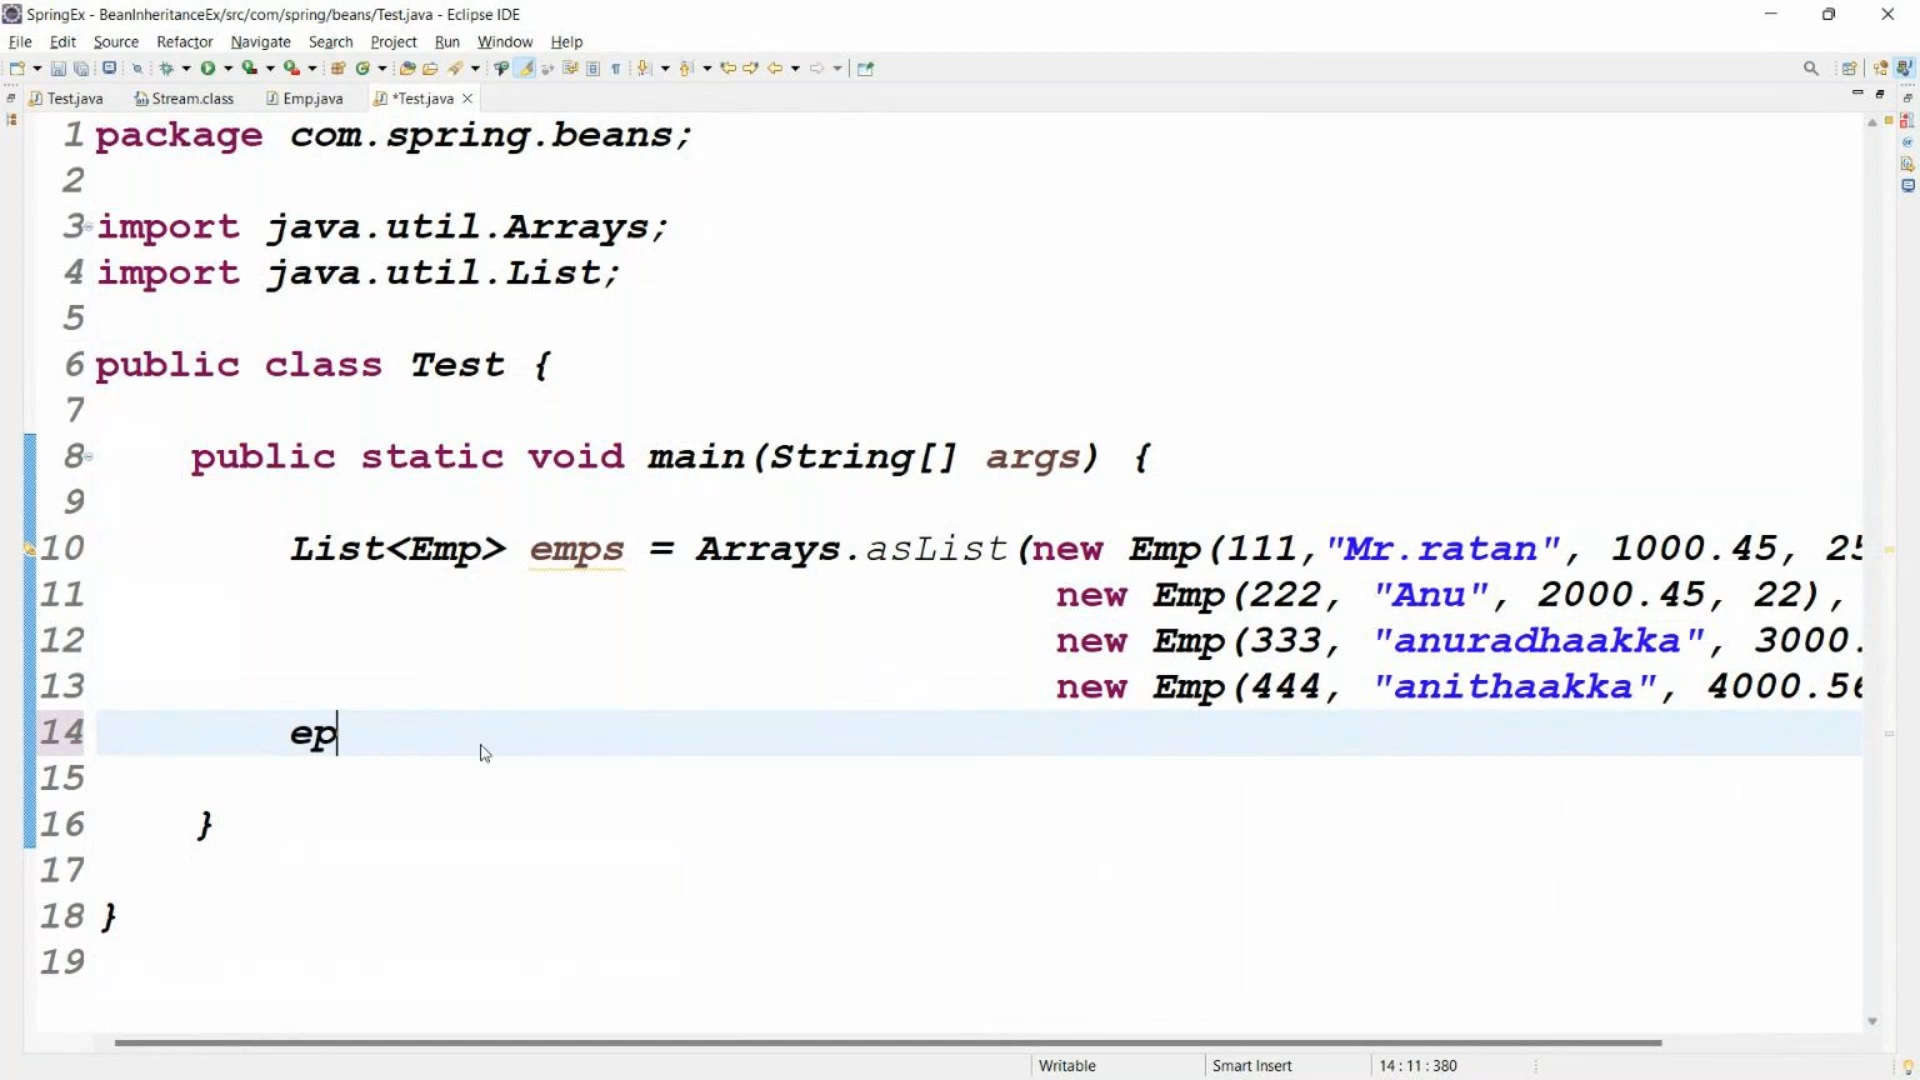 SpringEx - BeanInheritanceEx/src/com/spring/beans/Test.java - Eclipse IDE
File Edit Source Refactor Navigate Search Project Run Window Help
Test.java Stream.class Emp.java *Test.java
1 package com.spring.beans;
2
3 import java.util.Arrays;
4 import java.util.List;
5
6 public class Test {
7
8 public static void main(String[] args) {
9
10 List<Emp> emps = Arrays.asList(new Emp(111,"Mr.ratan", 1000.45, 25
11 new Emp(222, "Anu", 2000.45, 22),
12 new Emp(333, "anuradhaakka", 3000.
13 new Emp(444, "anithaakka", 4000.56
14 ep
15
16 }
17
18 }
19
Writable Smart Insert 14 : 11 : 380